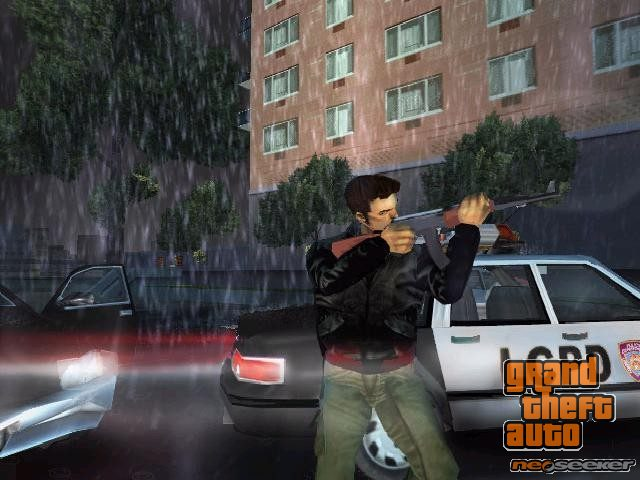 LCPD
grand
theft
auto
neoseeker